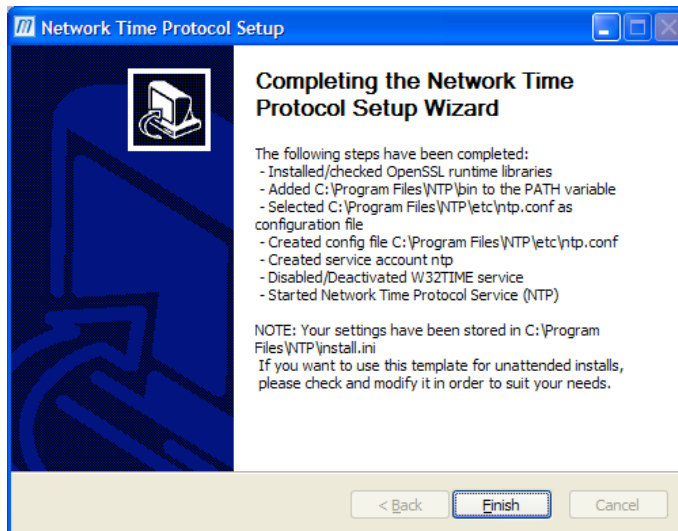 Network Time Protocol Setup
Completing the Network Time
Protocol Setup Wizard
The following steps have been completed:
- Installed/checked OpenSSL runtime libraries
- Added C:\Program Files\NTP\bin to the PATH variable
- Selected C:\Program Files\NTP\etc\ntp.conf as
configuration file
- Created config file C:\Program Files\NTP\etc\ntp.conf
- Created service account ntp
- Disabled/Deactivated W32TIME service
- Started Network Time Protocol Service (NTP)
NOTE: Your settings have been stored in C:\Program
Files\NTP\install.ini
If you want to use this template for unattended installs,
please check and modify it in order to suit your needs.
< Back Finish Cancel